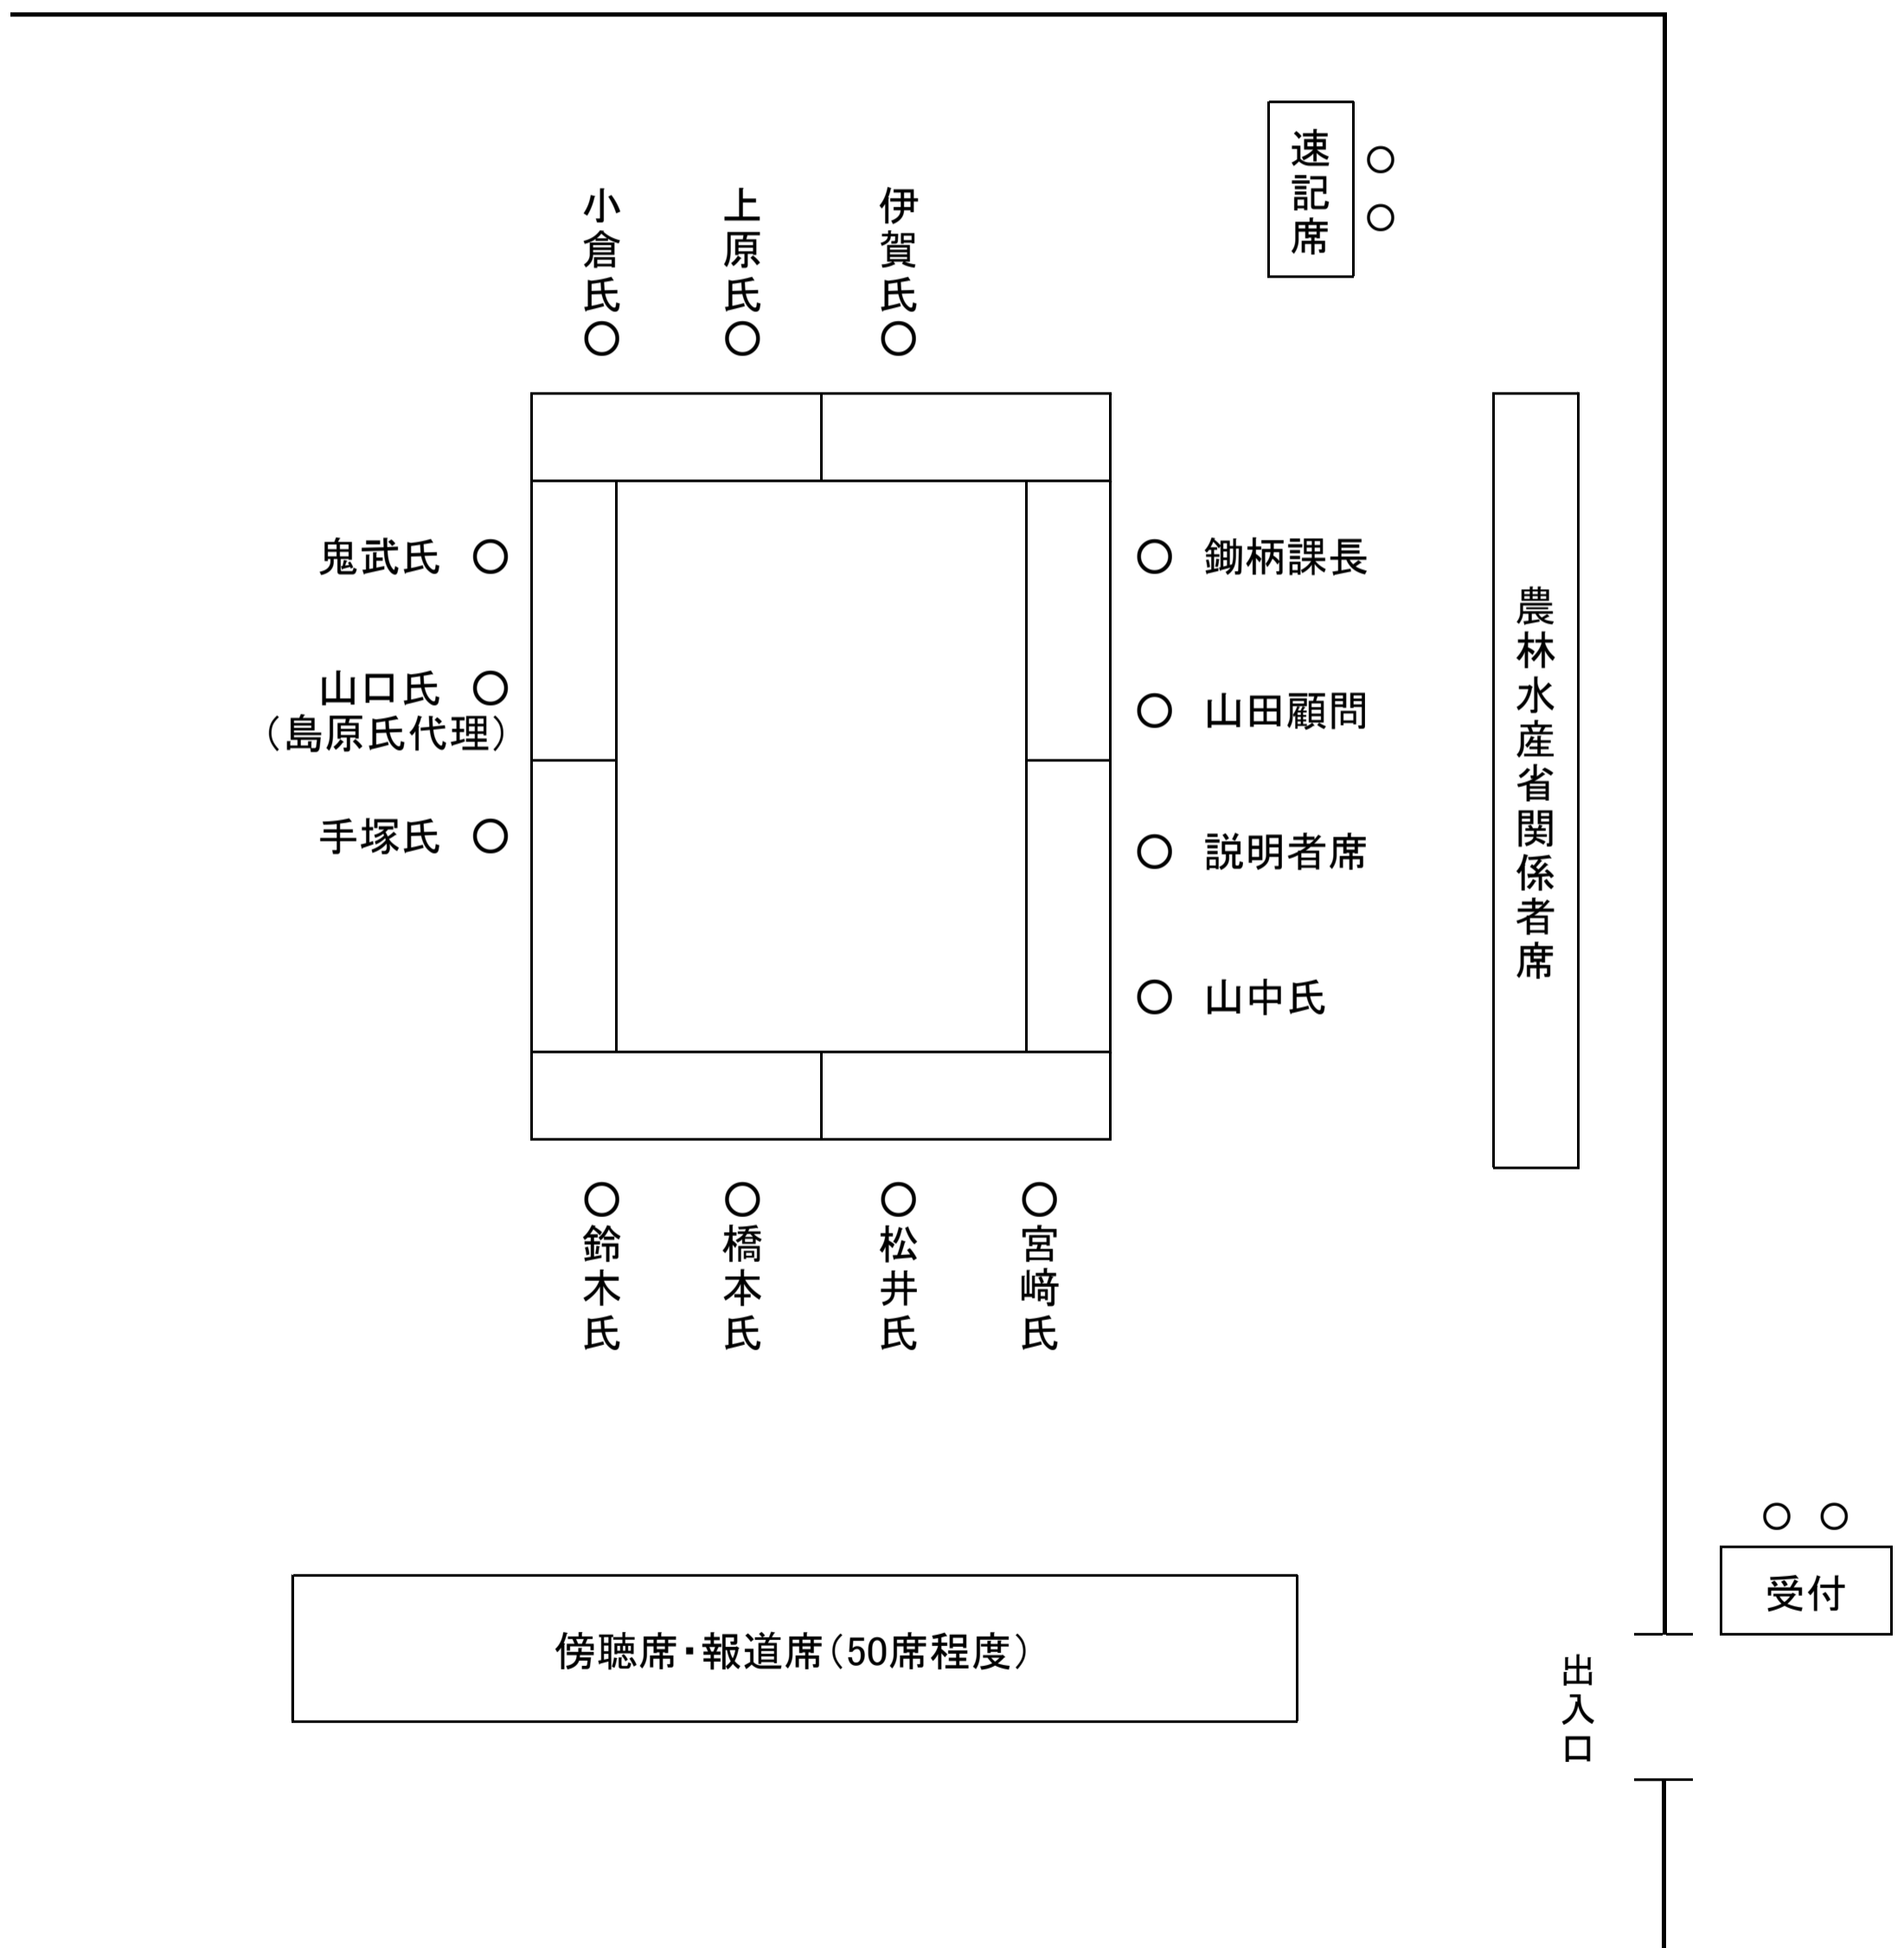 速記席
小倉氏
上原氏
伊賀氏
鬼武氏
鋤柄課長
山口氏
（島原氏代理）
山田顧問
手塚氏
説明者席
山中氏
農林水産省関係者席
鈴木氏
橋本氏
松井氏
宮﨑氏
受付
傍聴席・報道席（50席程度）
出入口